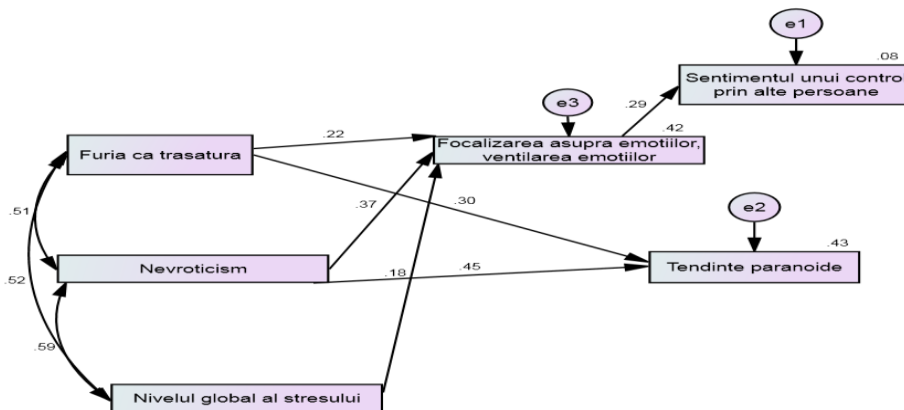 e1
.08
Sentimentul unui control
prin alte persoane
e3
.29
.42
.22
Furia ca trasatura
Focalizarea asupra emotiilor,
ventilarea emotiilor
.37
.30
e2
.51
.43
.45
.18
Nevroticism
Tendinte paranoide
.52
.59
Nivelul global al stresului